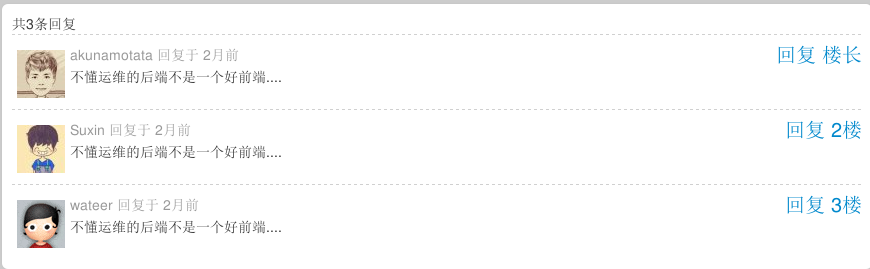 共3条回复
akunamotata 回复于 2月前
回复 楼长
不懂运维的后端不是一个好前端....
Suxin 回复于 2月前
回复 2楼
不懂运维的后端不是一个好前端....
wateer 回复于 2月前
回复 3楼
不懂运维的后端不是一个好前端....